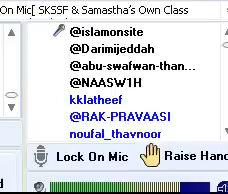 On Mic[ SKSSF & Samastha's Own Class
@islamonsite
@Darimijeddah
@abu-swafwan-than...
@NAASW1H
kklatheef
@RAK-PRAVAASI
noufal_thavnoor
Lock On Mic
Raise Hand